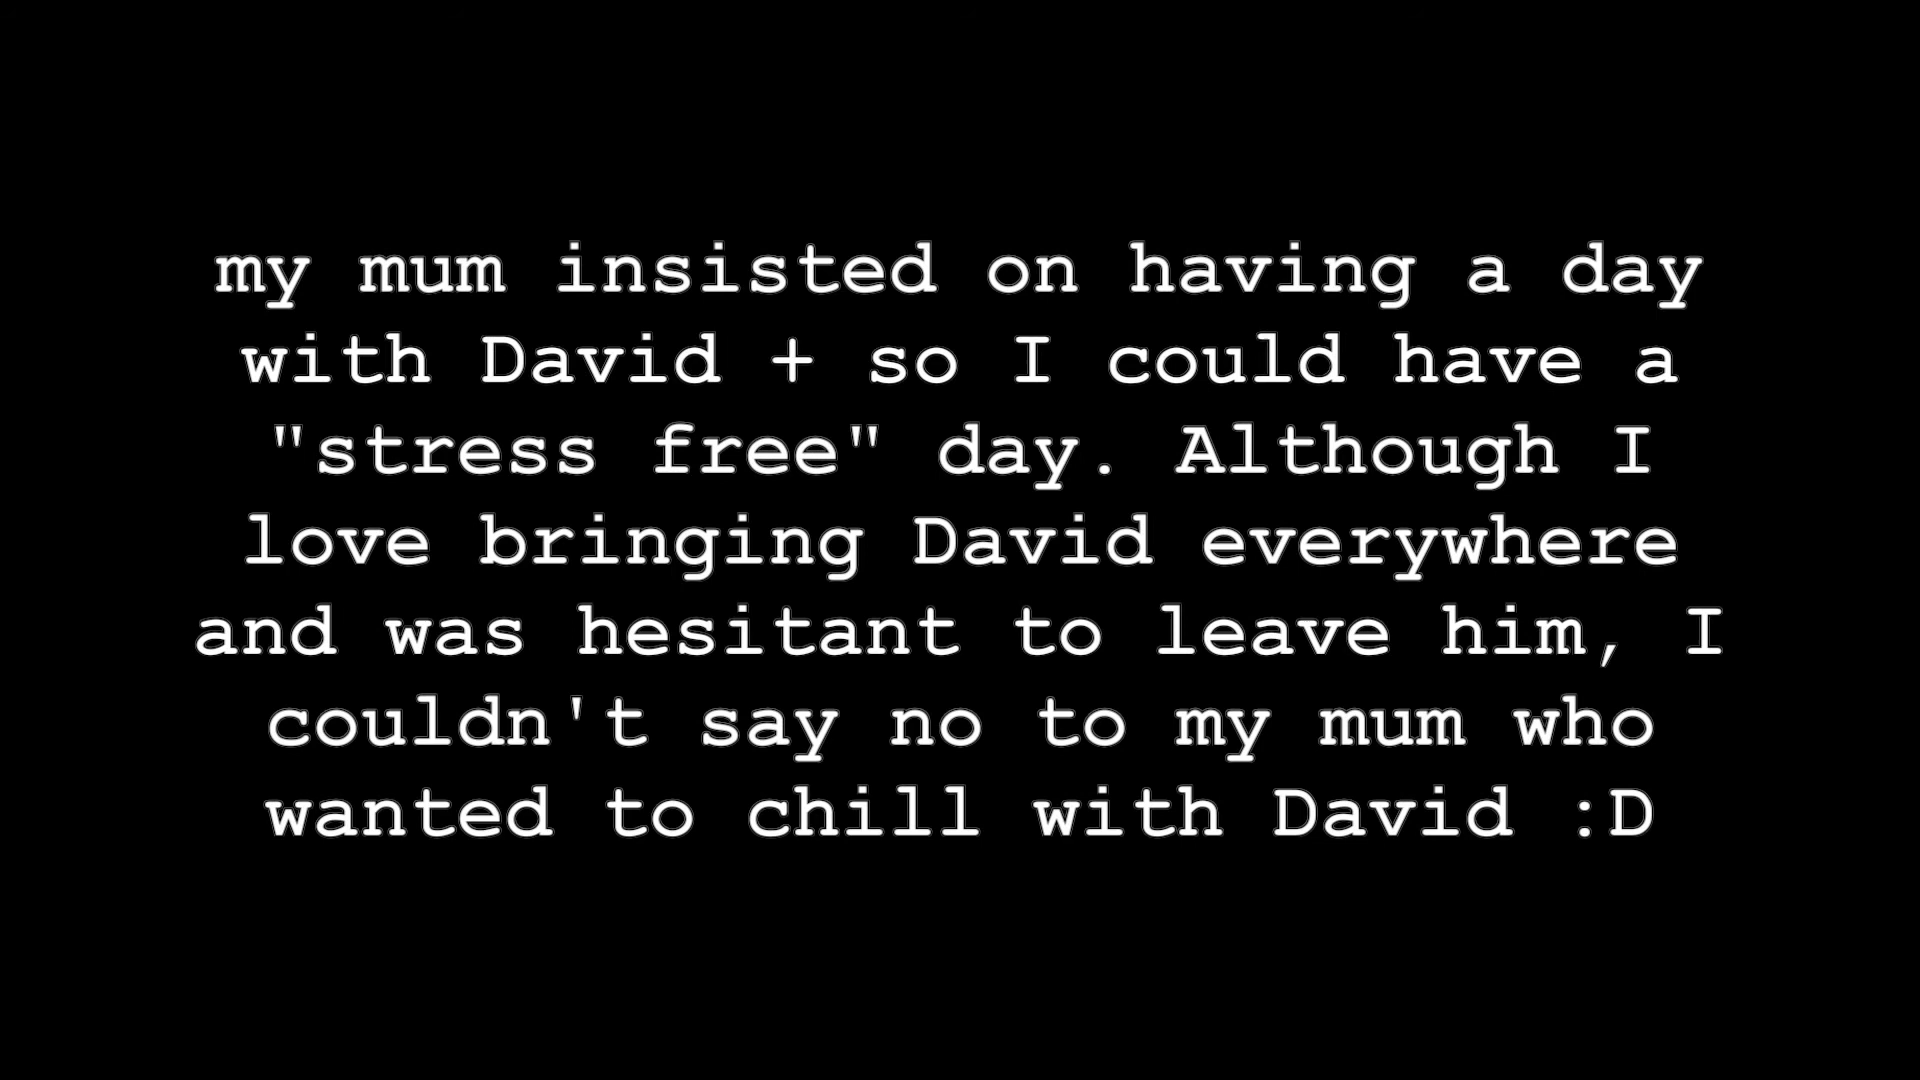 my mum insisted on having a day
with David + so I could have a
"stress free" day. Although I
love bringing David everywhere
and was hesitant to leave him, I
couldn't say no to my mum who
wanted to chill with David :D